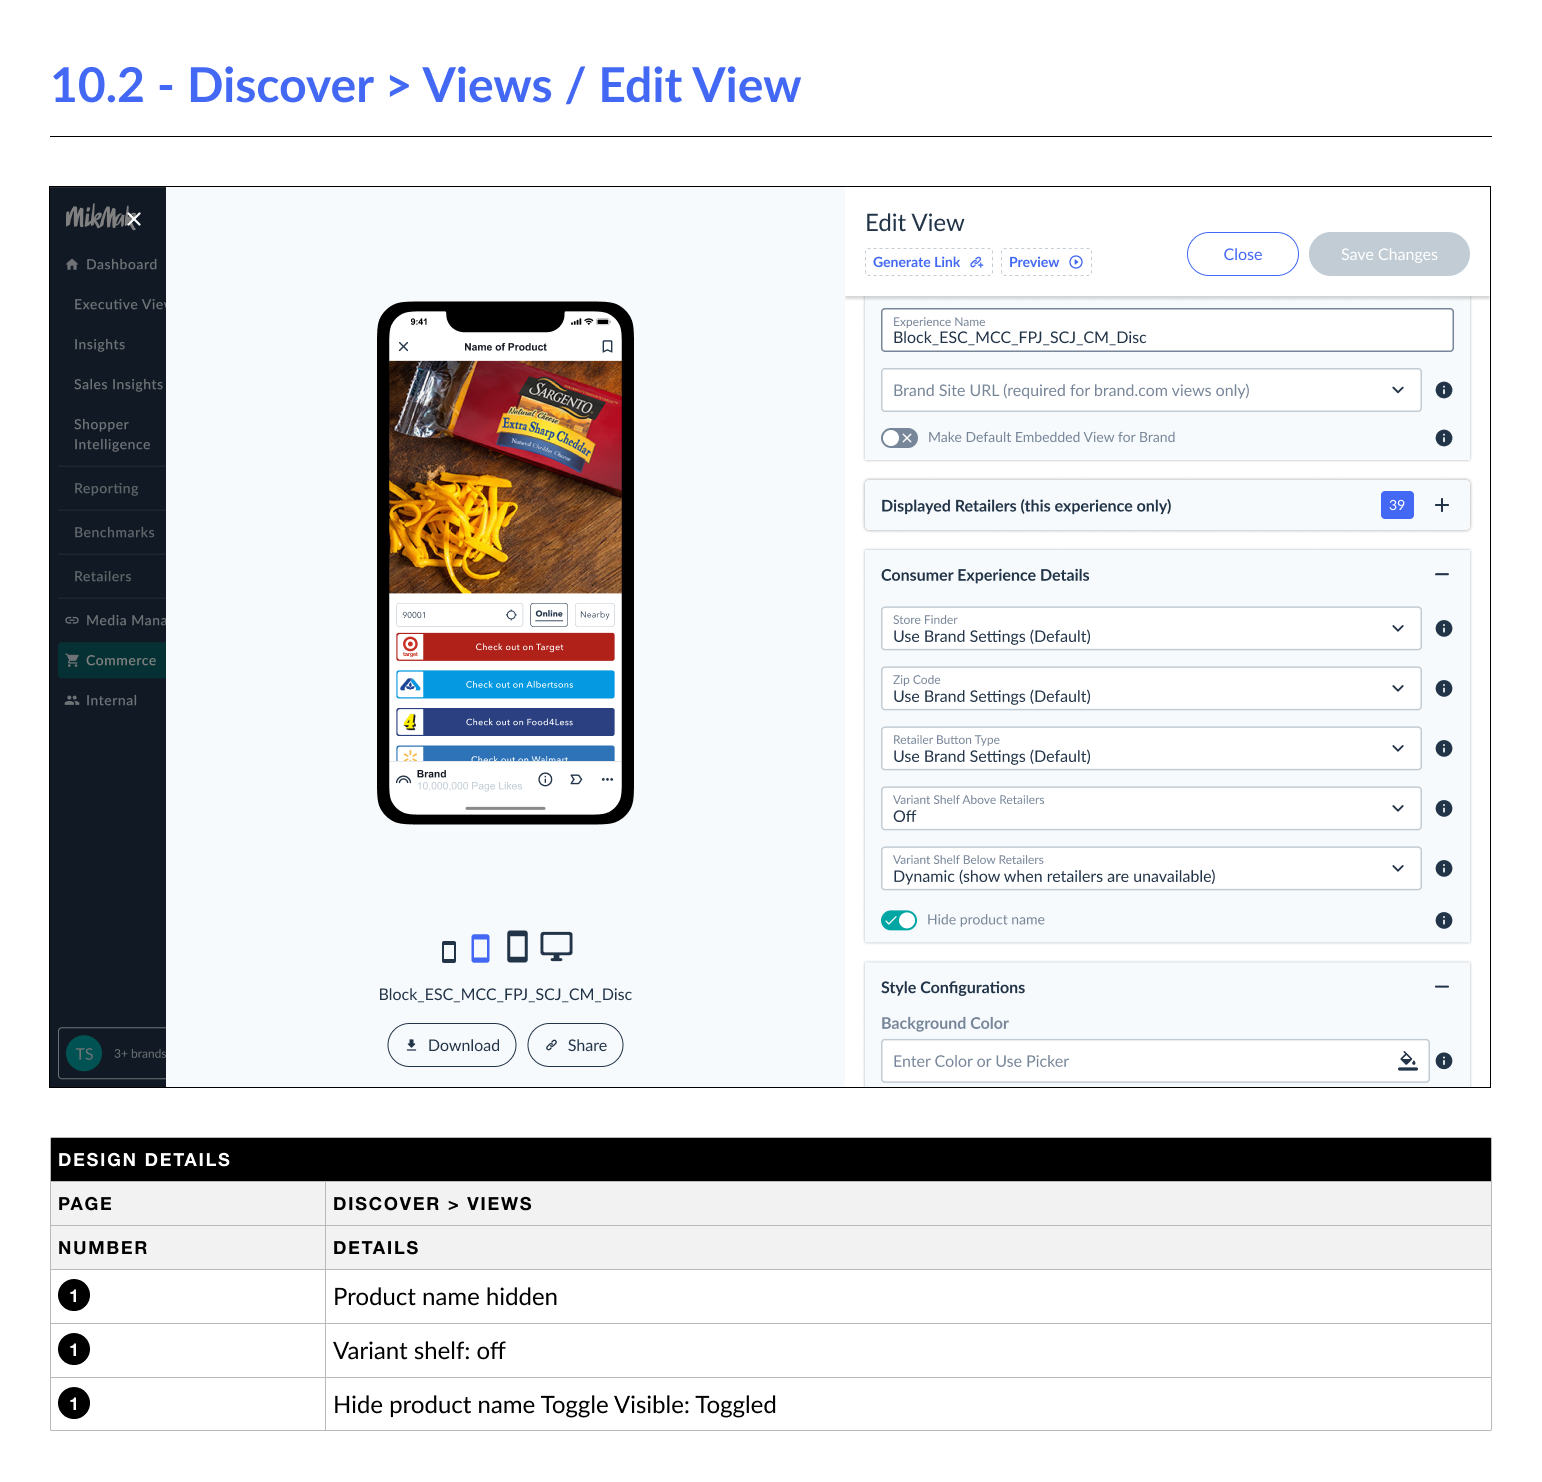 10.2 - Discover > Views / Edit View
MikMak
Dashboard
Executive Vie
Insights
Sales Insights
Shopper
Intelligence
Reporting
Benchmarks
Retailers
Media Mana
Commerce
Internal
TS
3+ brands
9:41
Name of Product
SARGENTO
Natural Cheese
Extra Sharp Cheddar
Natural Cheddar Cheese
90001
Online
Nearby
target
Check out on Target
Check out on Albertsons
4
Check out on Food4Less
Check out on Walmart
Brand
10,000,000 Page Likes
Block_ESC_MCC_FPJ_SCJ_CM_Disc
Download
Share
Edit View
Generate Link
Preview
Close
Save Changes
Experience Name
Block_ESC_MCC_FPJ_SCJ_CM_Disc
Brand Site URL (required for brand.com views only)
Make Default Embedded View for Brand
Displayed Retailers (this experience only)
39
Consumer Experience Details
Store Finder
Use Brand Settings (Default)
Zip Code
Use Brand Settings (Default)
Retailer Button Type
Use Brand Settings (Default)
Variant Shelf Above Retailers
Off
Variant Shelf Below Retailers
Dynamic (show when retailers are unavailable)
Hide product name
Style Configurations
Background Color
Enter Color or Use Picker
DESIGN DETAILS
PAGE
DISCOVER > VIEWS
NUMBER
DETAILS
1
Product name hidden
1
Variant shelf: off
1
Hide product name Toggle Visible: Toggled